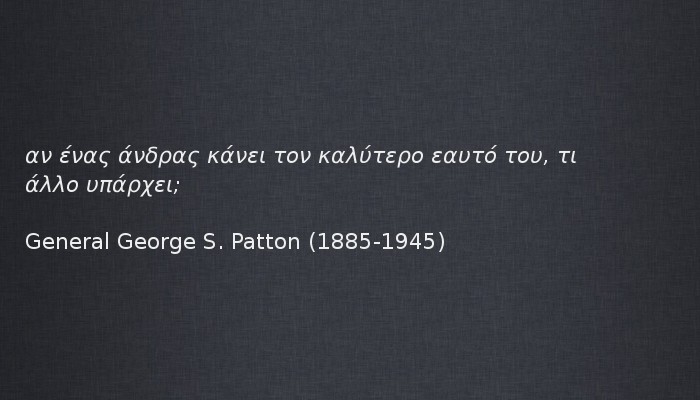 αν ένας άνδρας κάνει τον καλύτερο εαυτό του, τι
άλλο υπάρχει;
General George S. Patton (1885-1945)